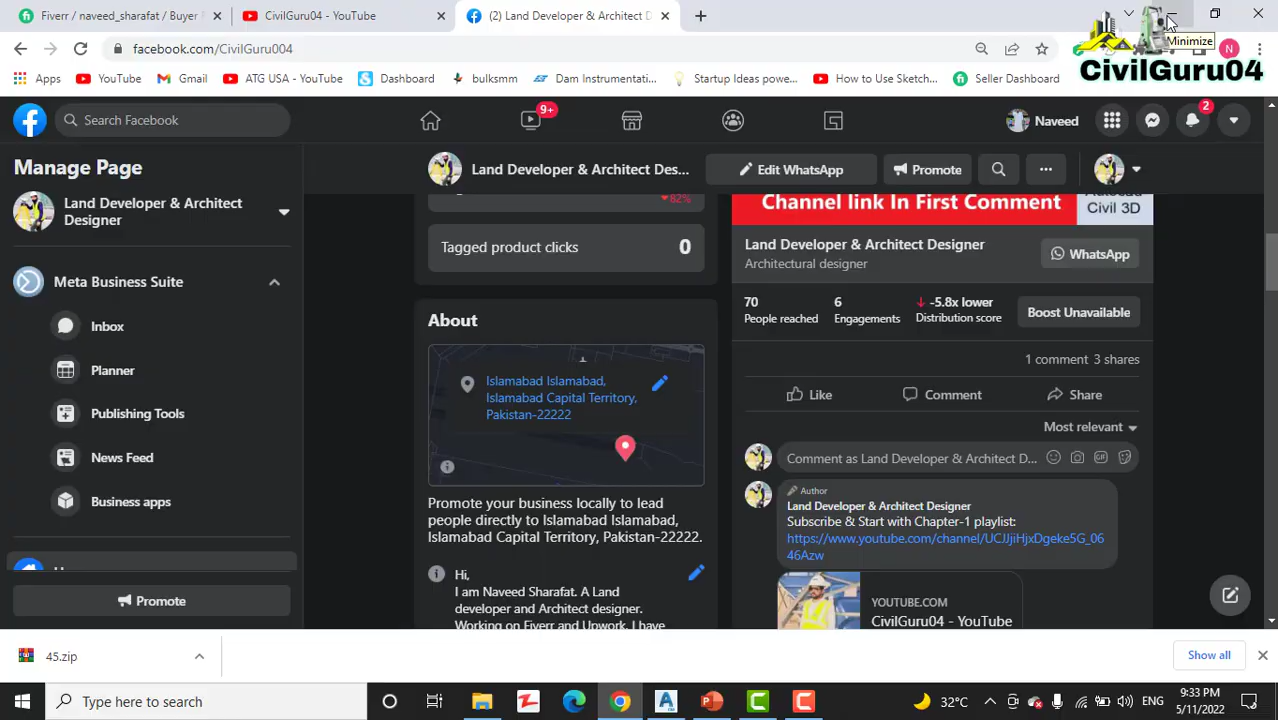 Fiverr / naveed_sharafat / Buyer R
CivilGuru04 - YouTube
(2) Land Developer & Architect D
Minimize
facebook.com/CivilGuru04
N
CivilGuru04
Apps
YouTube
Gmail
ATG USA - YouTube
Dashboard
bulksmm
Dam Instrumentati...
Startup Ideas powe...
How to Use Sketch...
Seller Dashboard
Search Facebook
9+
Naveed
2
Manage Page
Land Developer & Architect
Designer
Meta Business Suite
Inbox
Planner
Publishing Tools
News Feed
Business apps
Promote
Land Developer & Architect Des...
Edit WhatsApp
Promote
82%
Tagged product clicks
0
About
Islamabad Islamabad,
Islamabad Capital Territory,
Pakistan-22222
Promote your business locally to lead
people directly to Islamabad Islamabad,
Islamabad Capital Territory, Pakistan-22222.
Hi,
I am Naveed Sharafat. A Land
developer and Architect designer.
Working on Fiverr and Upwork. I have
Channel link In First Comment
Autodesk
Civil 3D
Land Developer & Architect Designer
Architectural designer
WhatsApp
70
People reached
6
Engagements
-5.8x lower
Distribution score
Boost Unavailable
1 comment 3 shares
Like
Comment
Share
Most relevant
Comment as Land Developer & Architect D...
Author
Land Developer & Architect Designer
Subscribe & Start with Chapter-1 playlist:
https://www.youtube.com/channel/UCJJjiHjxDgeke5G_06
46Azw
YOUTUBE.COM
CivilGuru04 - YouTube
45.zip
Show all
Type here to search
32°C
ENG
9:33 PM
5/11/2022